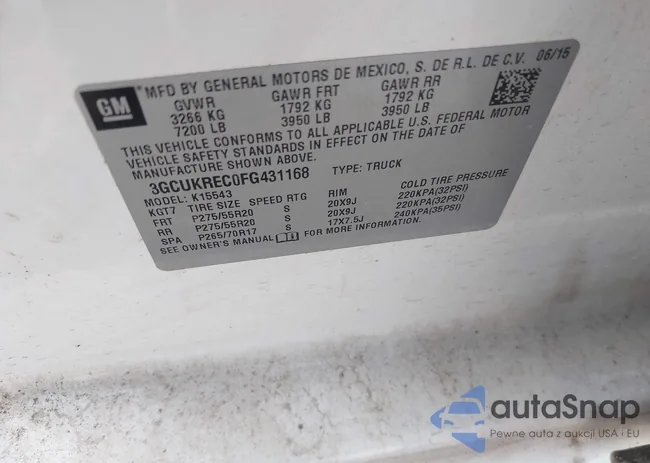 GM
MFD BY GENERAL MOTORS DE MEXICO, S. DE R.L. DE C.V. 06/15
GVWR GAWR FRT GAWR RR
3266 KG 1792 KG 1792 KG
7200 LB 3950 LB 3950 LB
THIS VEHICLE CONFORMS TO ALL APPLICABLE U.S. FEDERAL MOTOR
VEHICLE SAFETY STANDARDS IN EFFECT ON THE DATE OF
MANUFACTURE SHOWN ABOVE.
3GCUKREC0FG431168 TYPE: TRUCK
MODEL: K15543
KGT7 TIRE SIZE SPEED RTG RIM COLD TIRE PRESSURE
FRT P275/55R20 S 20X9J 220KPA(32PSI)
RR P275/55R20 S 20X9J 220KPA(32PSI)
SPA P265/70R17 S 17X7.5J 240KPA(35PSI)
SEE OWNER'S MANUAL FOR MORE INFORMATION.
autaSnap
Pewne auta z aukcji USA i EU